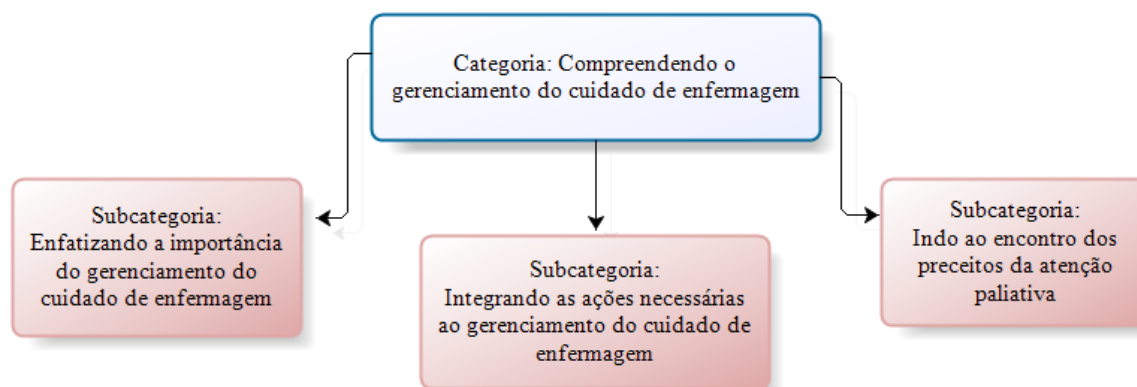 Categoria: Compreendendo o
gerenciamento do cuidado de enfermagem
Subcategoria:
Enfatizando a importância
do gerenciamento do
cuidado de enfermagem
Subcategoria:
Integrando as ações necessárias
ao gerenciamento do cuidado de
enfermagem
Subcategoria:
Indo ao encontro dos
preceitos da atenção
paliativa